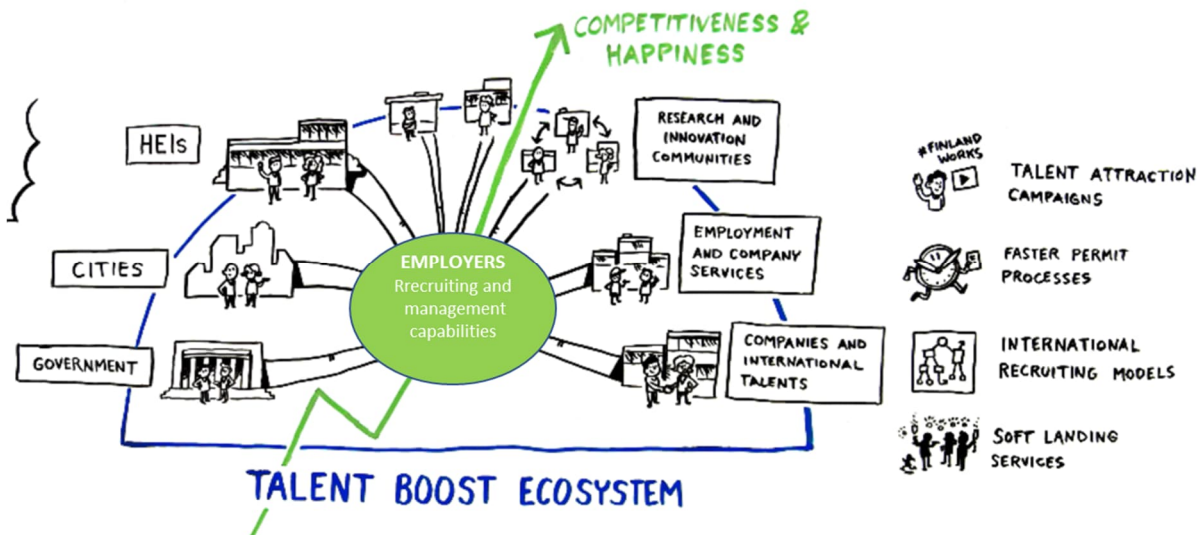 COMPETITIVENESS &
HAPPINESS
HEIs
CITIES
GOVERNMENT
EMPLOYERS
Rrecruiting and
management
capabilities
RESEARCH AND
INNOVATION
COMMUNITIES
EMPLOYMENT
AND COMPANY
SERVICES
COMPANIES AND
INTERNATIONAL
TALENTS
#FINLAND
WORKS
TALENT ATTRACTION
CAMPAIGNS
FASTER PERMIT
PROCESSES
INTERNATIONAL
RECRUITING MODELS
SOFT LANDING
SERVICES
TALENT BOOST ECOSYSTEM